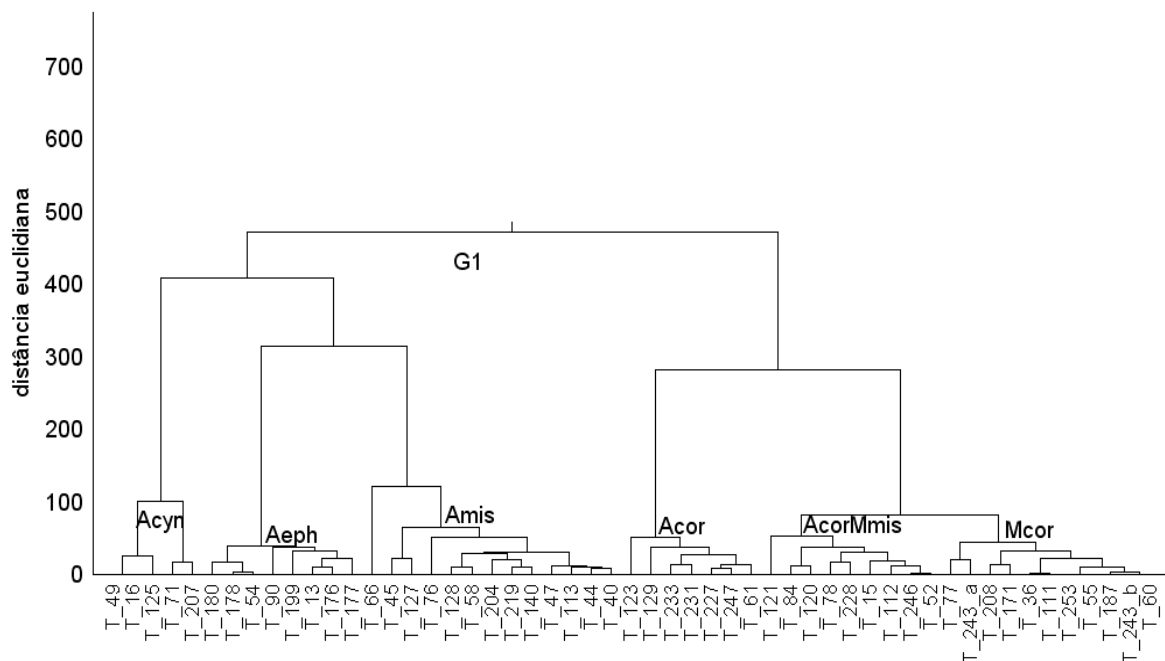 distância euclidiana
700
600
500
400
300
200
100
0
G1
Acyn
Aeph
Amis
Acor
AcorMmis
Mcor
T_49
T_16
T_125
T_71
T_207
T_180
T_178
T_54
T_90
T_199
T_13
T_176
T_177
T_66
T_45
T_127
T_76
T_128
T_58
T_204
T_219
T_140
T_47
T_113
T_44
T_40
T_123
T_129
T_233
T_231
T_227
T_247
T_61
T_121
T_84
T_120
T_78
T_228
T_15
T_112
T_246
T_52
T_77
T_243_a
T_208
T_171
T_36
T_111
T_253
T_55
T_187
T_243_b
T_60